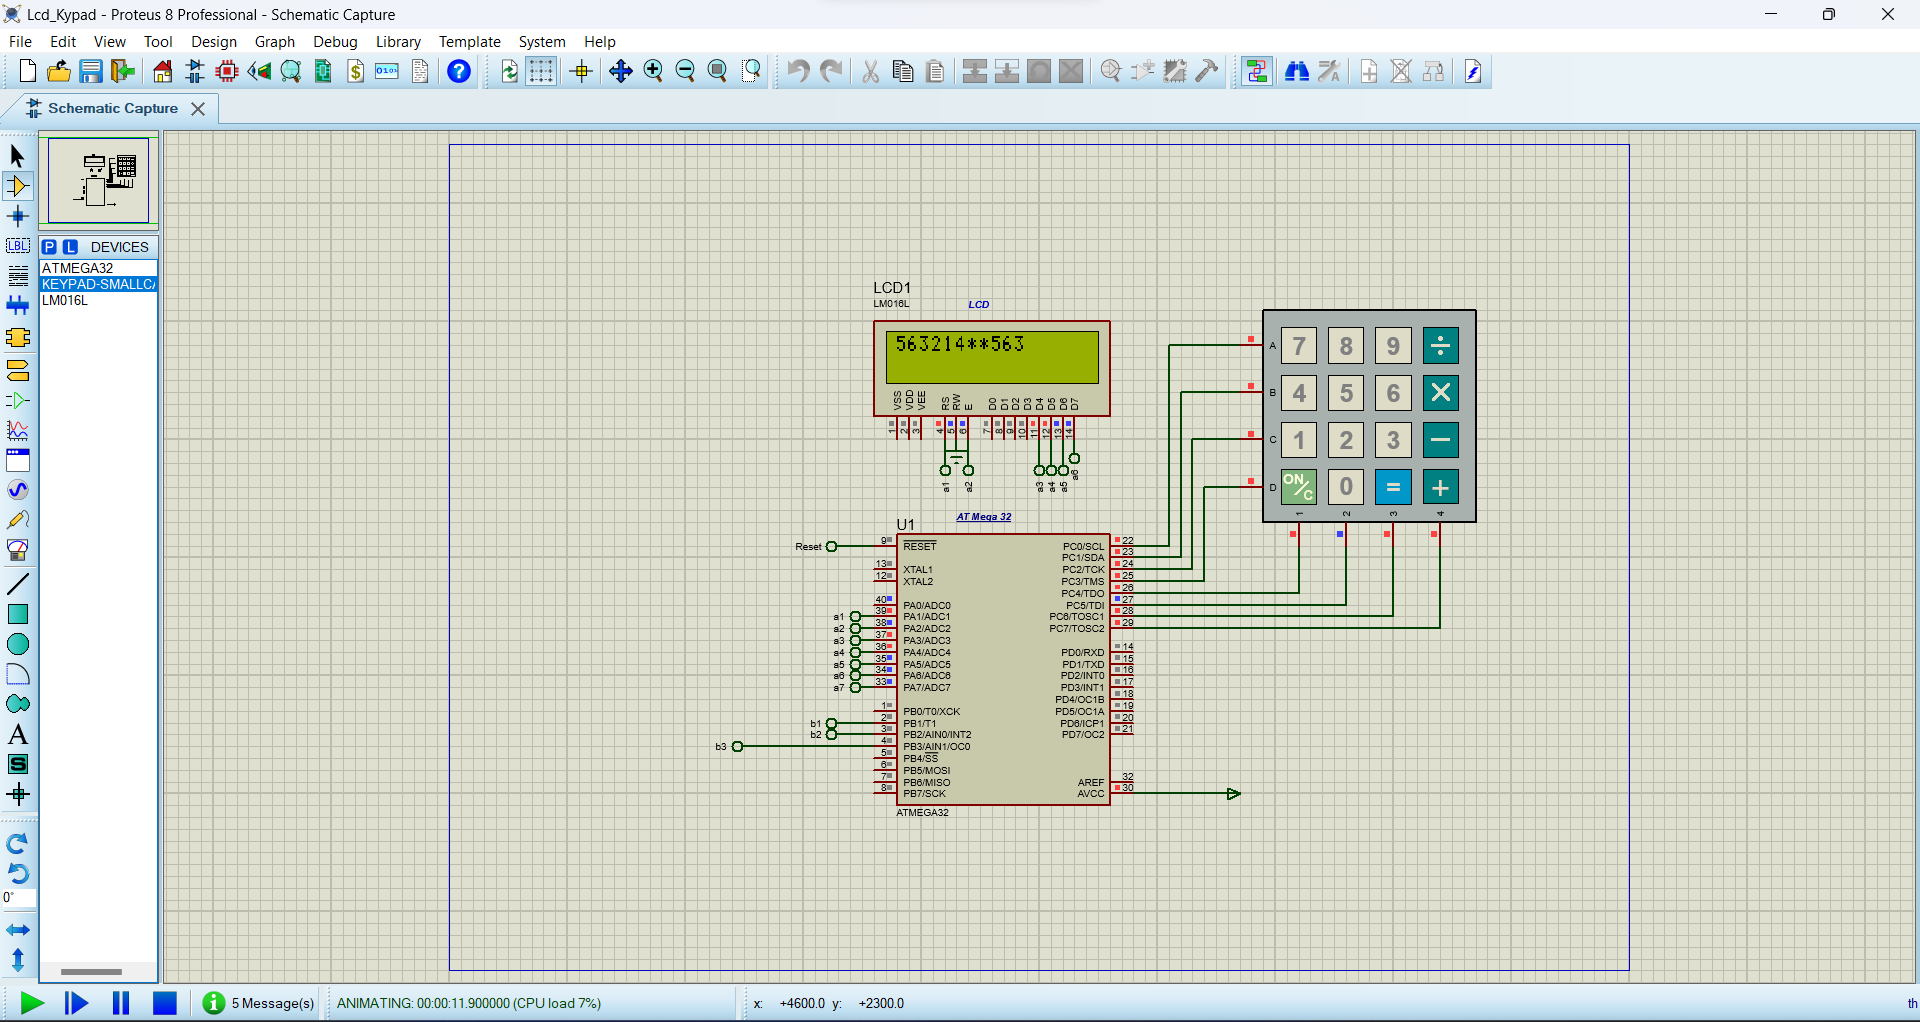 Lcd_Kypad - Proteus 8 Professional - Schematic Capture
File Edit View Tool Design Graph Debug Library Template System Help
Schematic Capture
P L DEVICES
ATMEGA32
KEYPAD-SMALLCA
LM016L
LBL
A
S
0°
LCD1
LM016L
LCD
563214**563
VSS VDD VEE RS RW E D0 D1 D2 D3 D4 D5 D6 D7
1 2 3 4 5 6 7 8 9 10 11 12 13 14
a1 a2 a3 a4 a5 a6
A 7 8 9 ÷
B 4 5 6 ×
C 1 2 3 −
D ON/C 0 = +
1 2 3 4
AT Mega 32
U1
Reset 9 RESET PC0/SCL 22
PC1/SDA 23
13 XTAL1 PC2/TCK 24
12 XTAL2 PC3/TMS 25
PC4/TDO 26
40 PA0/ADC0 PC5/TDI 27
a1 39 PA1/ADC1 PC6/TOSC1 28
a2 38 PA2/ADC2 PC7/TOSC2 29
a3 37 PA3/ADC3
a4 36 PA4/ADC4 PD0/RXD 14
a5 35 PA5/ADC5 PD1/TXD 15
a6 34 PA6/ADC6 PD2/INT0 16
a7 33 PA7/ADC7 PD3/INT1 17
PD4/OC1B 18
1 PB0/T0/XCK PD5/OC1A 19
b1 2 PB1/T1 PD6/ICP1 20
b2 3 PB2/AIN0/INT2 PD7/OC2 21
b3 4 PB3/AIN1/OC0
5 PB4/SS
6 PB5/MOSI
7 PB6/MISO AREF 32
8 PB7/SCK AVCC 30
ATMEGA32
5 Message(s) ANIMATING: 00:00:11.900000 (CPU load 7%) x: +4600.0 y: +2300.0 th